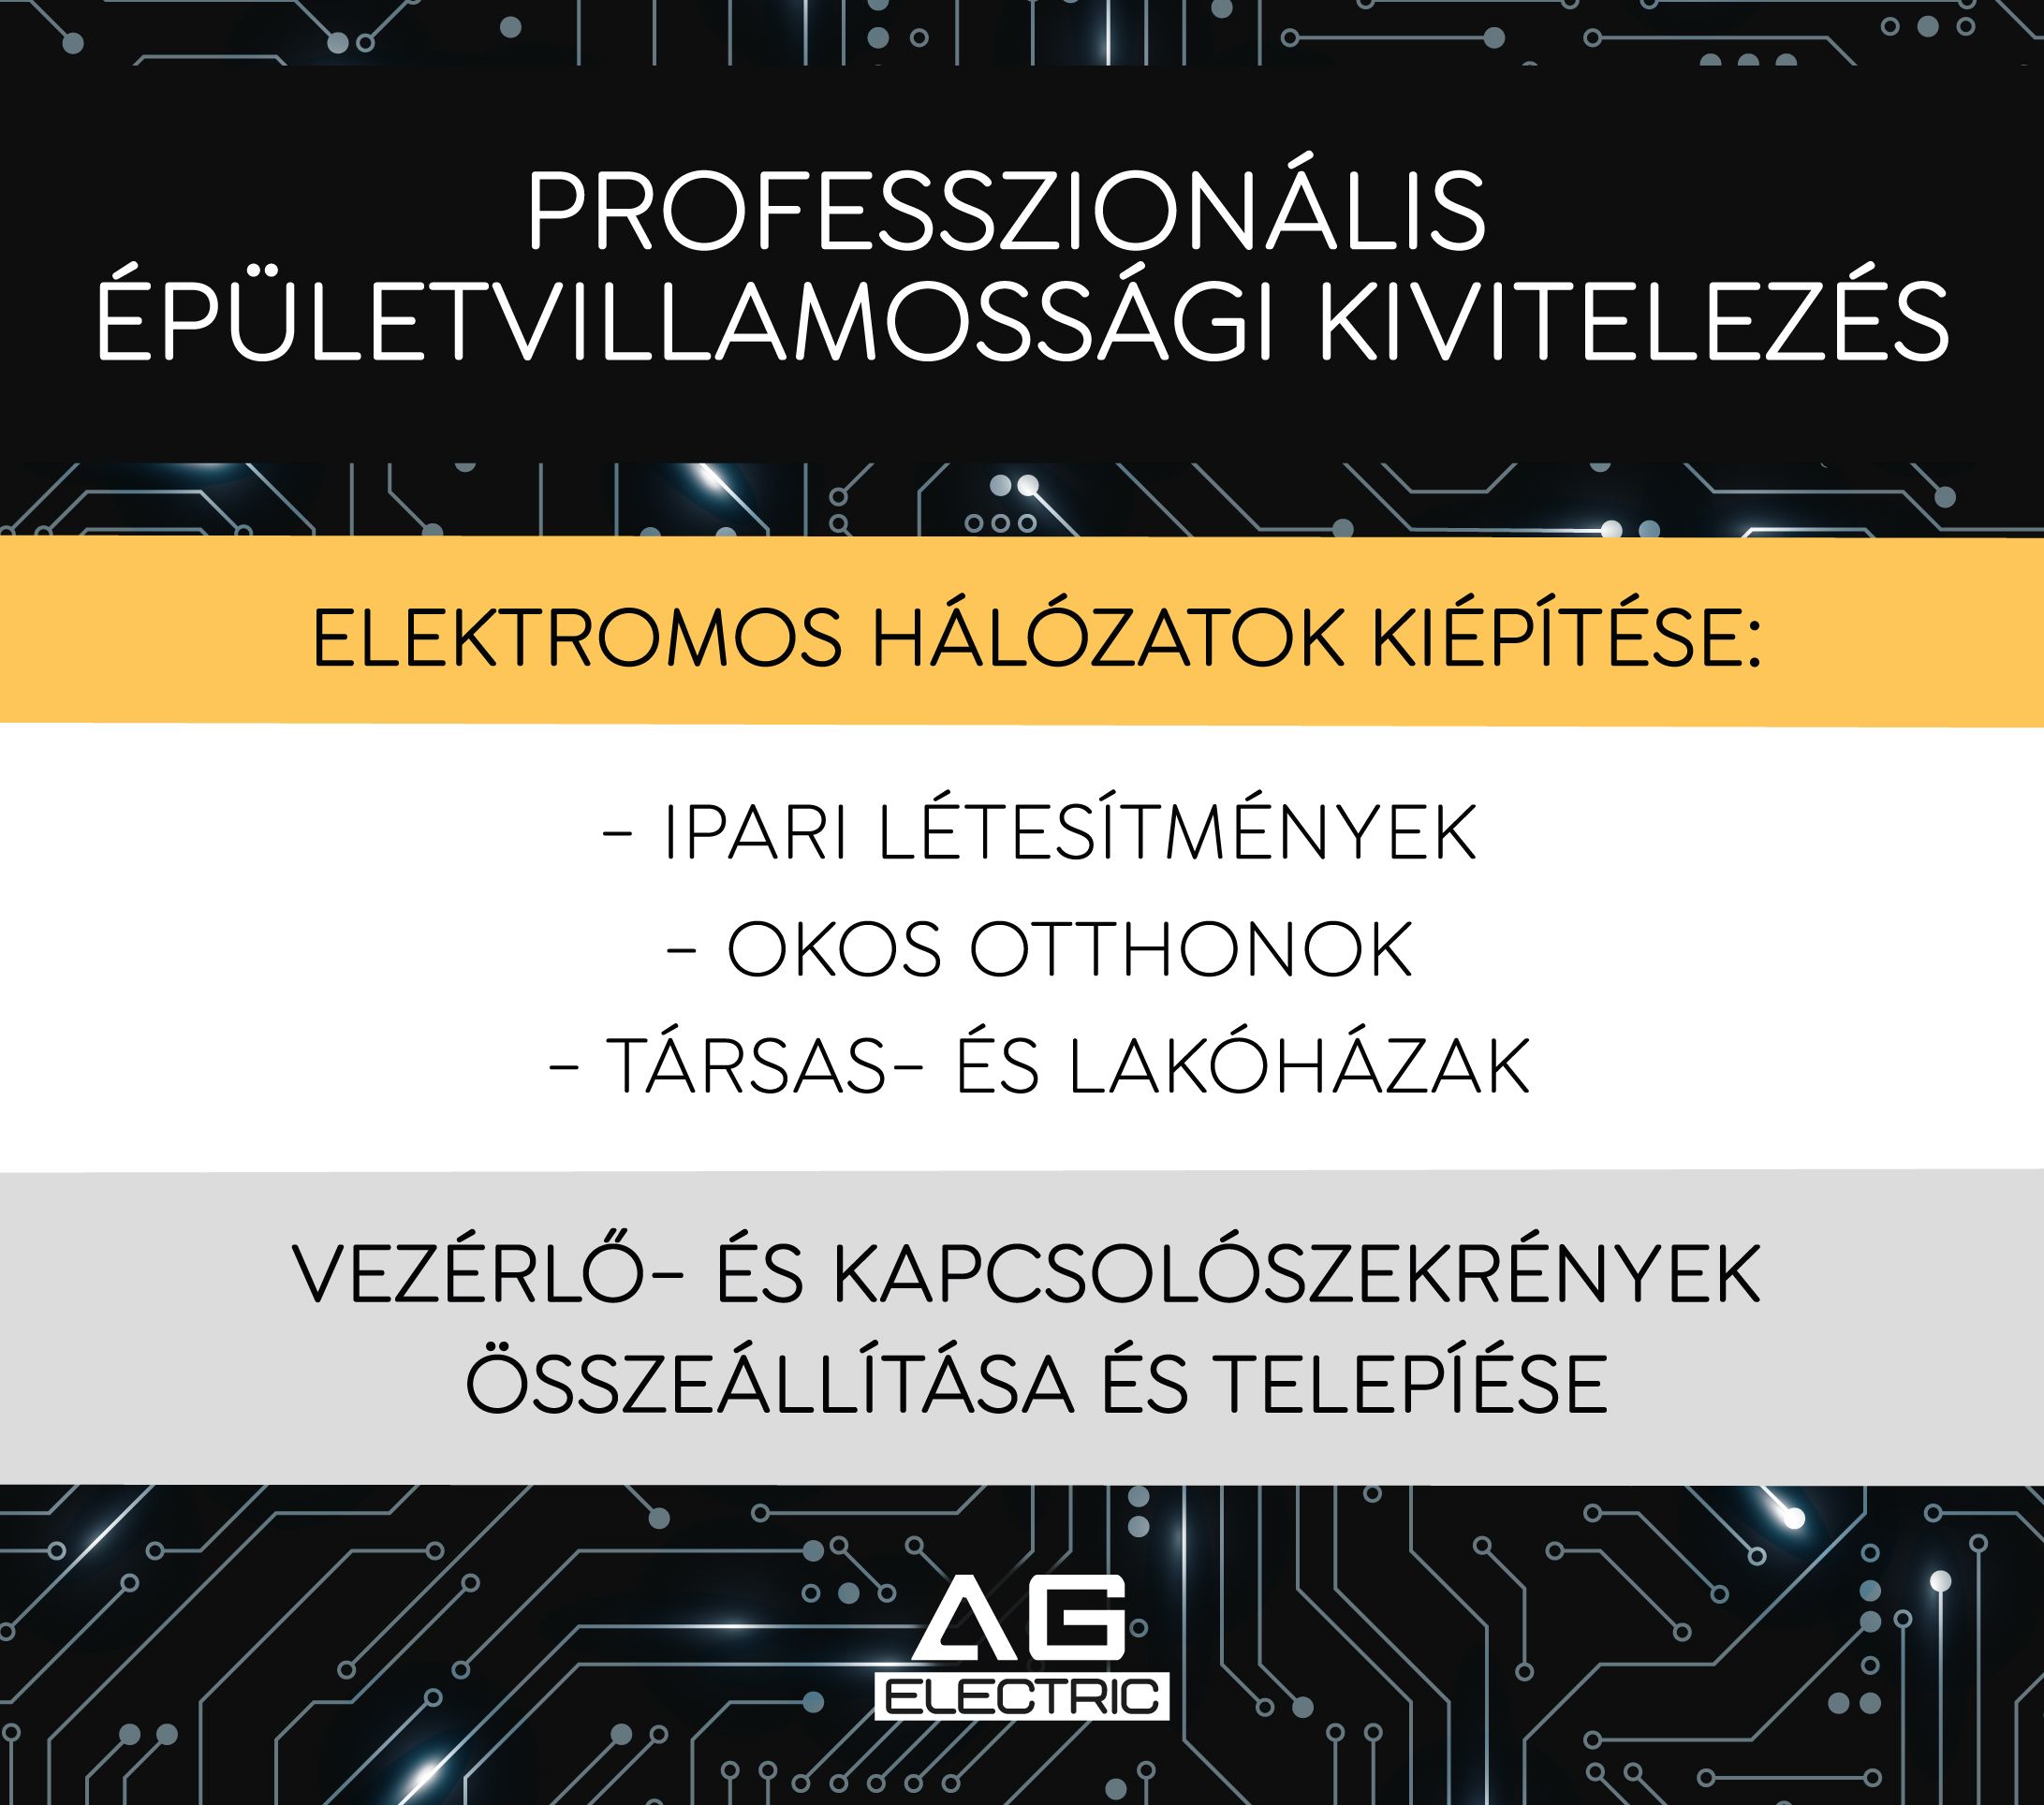 PROFESSZIONÁLIS
ÉPÜLETVILLAMOSSÁGI KIVITELEZÉS
ELEKTROMOS HÁLÓZATOK KIÉPÍTÉSE:
- IPARI LÉTESÍTMÉNYEK
- OKOS OTTHONOK
- TÁRSAS- ÉS LAKÓHÁZAK
VEZÉRLŐ- ÉS KAPCSOLÓSZEKRÉNYEK
ÖSSZEÁLLÍTÁSA ÉS TELEPÍÉSE
AG
ELECTRIC